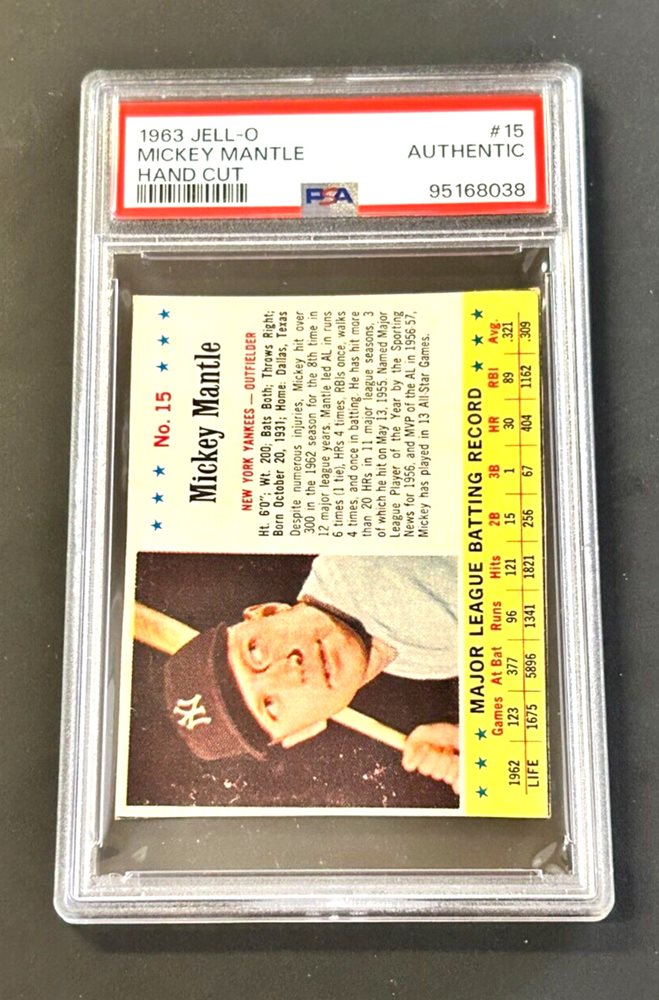 1963 JELL-O #15
MICKEY MANTLE AUTHENTIC
HAND CUT
PSA 95168038
★ ★ ★ No. 15 ★ ★ ★
Mickey Mantle
NEW YORK YANKEES — OUTFIELDER
Ht. 6'0"; Wt. 200; Bats Both; Throws Right;
Born October 20, 1931; Home: Dallas, Texas
Despite numerous injuries, Mickey hit over
300 in the 1962 season for the 8th time in
12 major league years. Mantle led AL in runs
6 times (1 tie), HRs 4 times, RBIs once, walks
4 times, and once in batting. He has hit more
than 20 HRs in 11 major league seasons, 3
of which he hit on May 13, 1955. Named Major
League Player of the Year by the Sporting
News for 1956, and MVP of the AL in 1956-57,
Mickey has played in 13 All-Star Games.
NY
★ ★ ★ MAJOR LEAGUE BATTING RECORD ★ ★ ★
Games At Bat Runs Hits 2B 3B HR RBI Avg.
1962 123 377 96 121 15 1 30 89 .321
LIFE 1675 5896 1341 1821 256 67 404 1162 .309